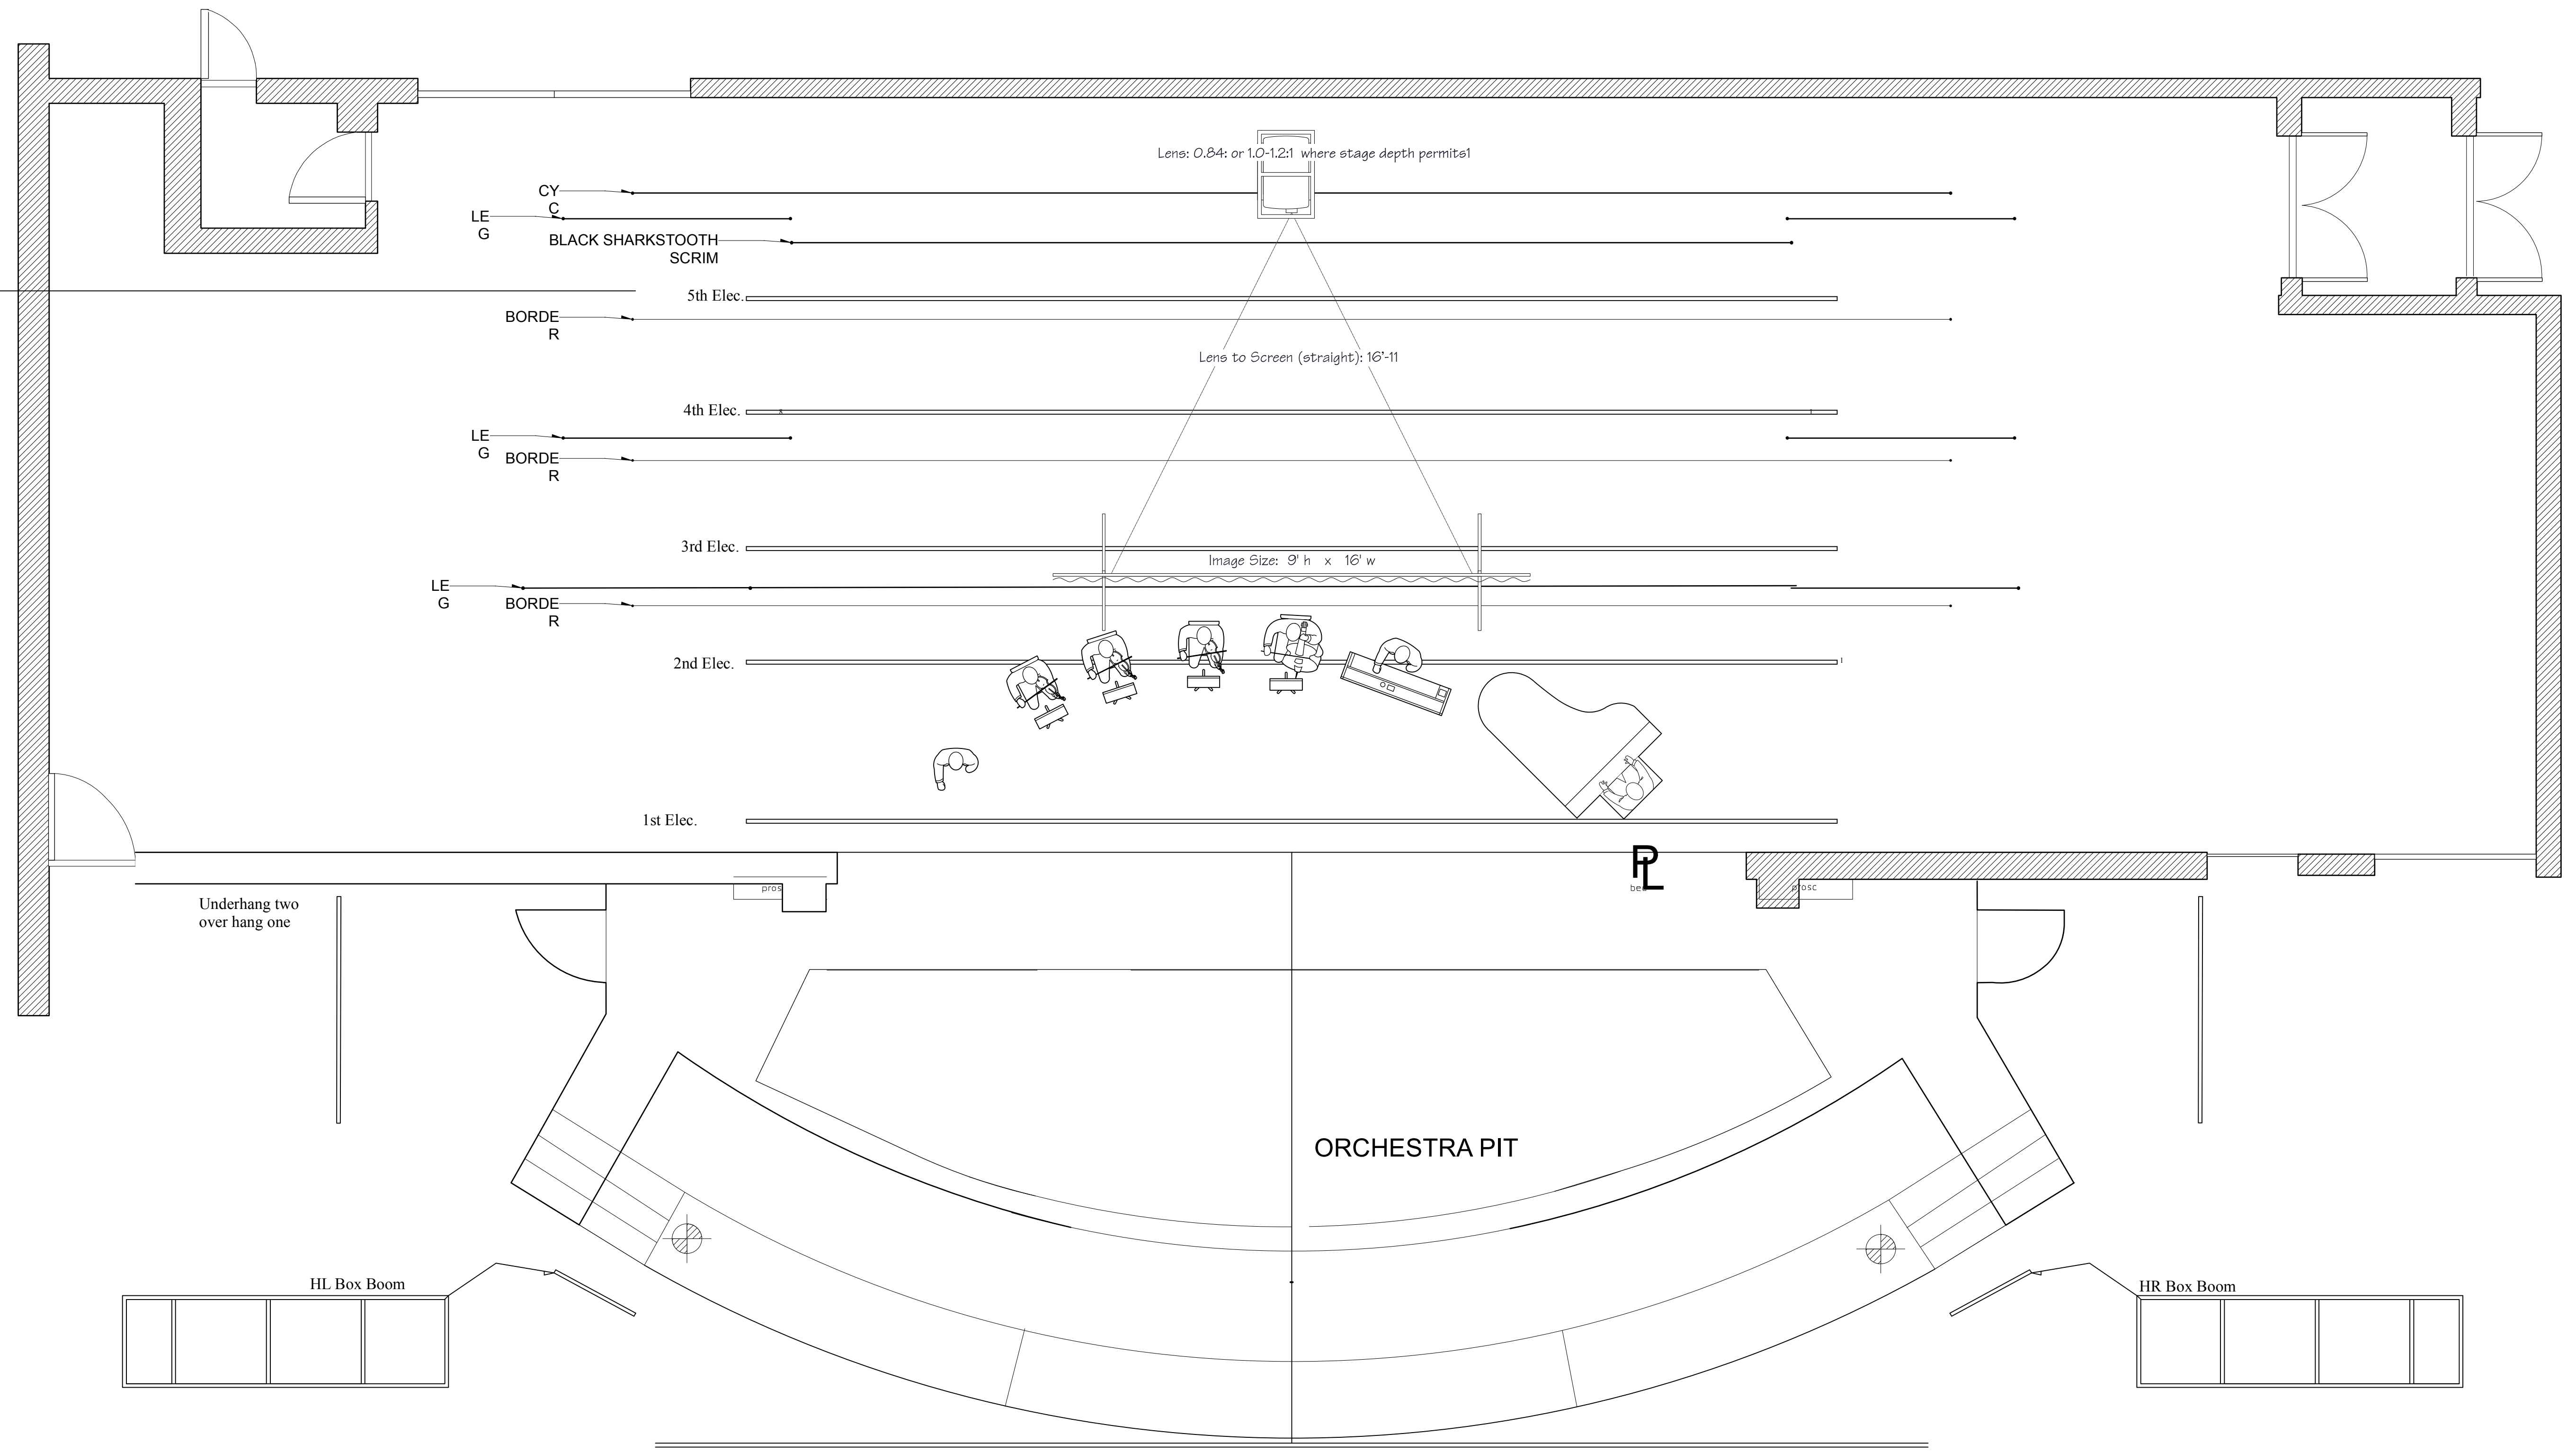 Lens: 0.84: or 1.0-1.2:1 where stage depth permits1
CY
C
LE
G
BLACK SHARKSTOOTH
SCRIM
5th Elec.
BORDE
R
Lens to Screen (straight): 16'-11
4th Elec.
LE
G
BORDE
R
3rd Elec.
Image Size: 9' h x 16' w
LE
G
BORDE
R
2nd Elec.
1st Elec.
PL
pros
prosc
Underhang two
over hang one
ORCHESTRA PIT
HL Box Boom
HR Box Boom